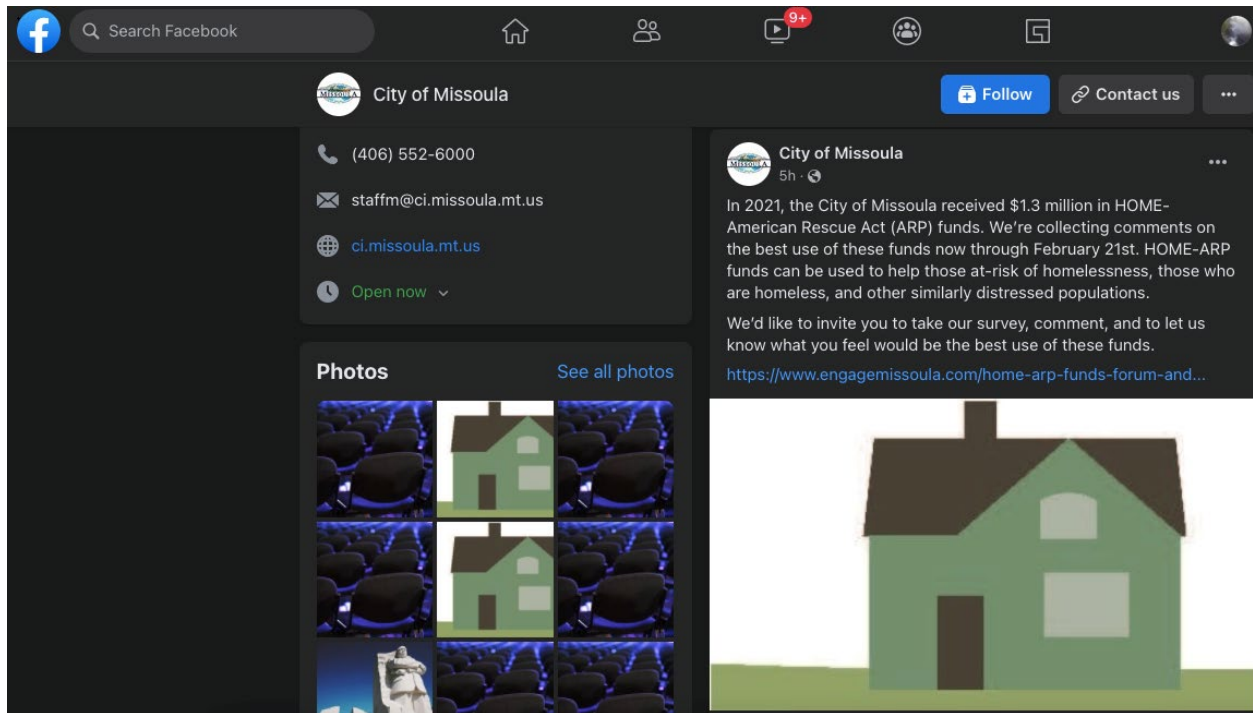 Search Facebook
9+
City of Missoula
Follow
Contact us
(406) 552-6000
staffm@ci.missoula.mt.us
ci.missoula.mt.us
Open now
Photos
See all photos
City of Missoula
5h ·
In 2021, the City of Missoula received $1.3 million in HOME-
American Rescue Act (ARP) funds. We're collecting comments on
the best use of these funds now through February 21st. HOME-ARP
funds can be used to help those at-risk of homelessness, those who
are homeless, and other similarly distressed populations.
We'd like to invite you to take our survey, comment, and to let us
know what you feel would be the best use of these funds.
https://www.engagemissoula.com/home-arp-funds-forum-and...